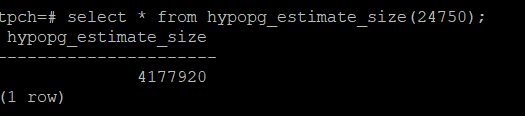 tpch=# select * from hypopg_estimate_size(24750);
 hypopg_estimate_size
----------------------
              4177920
(1 row)